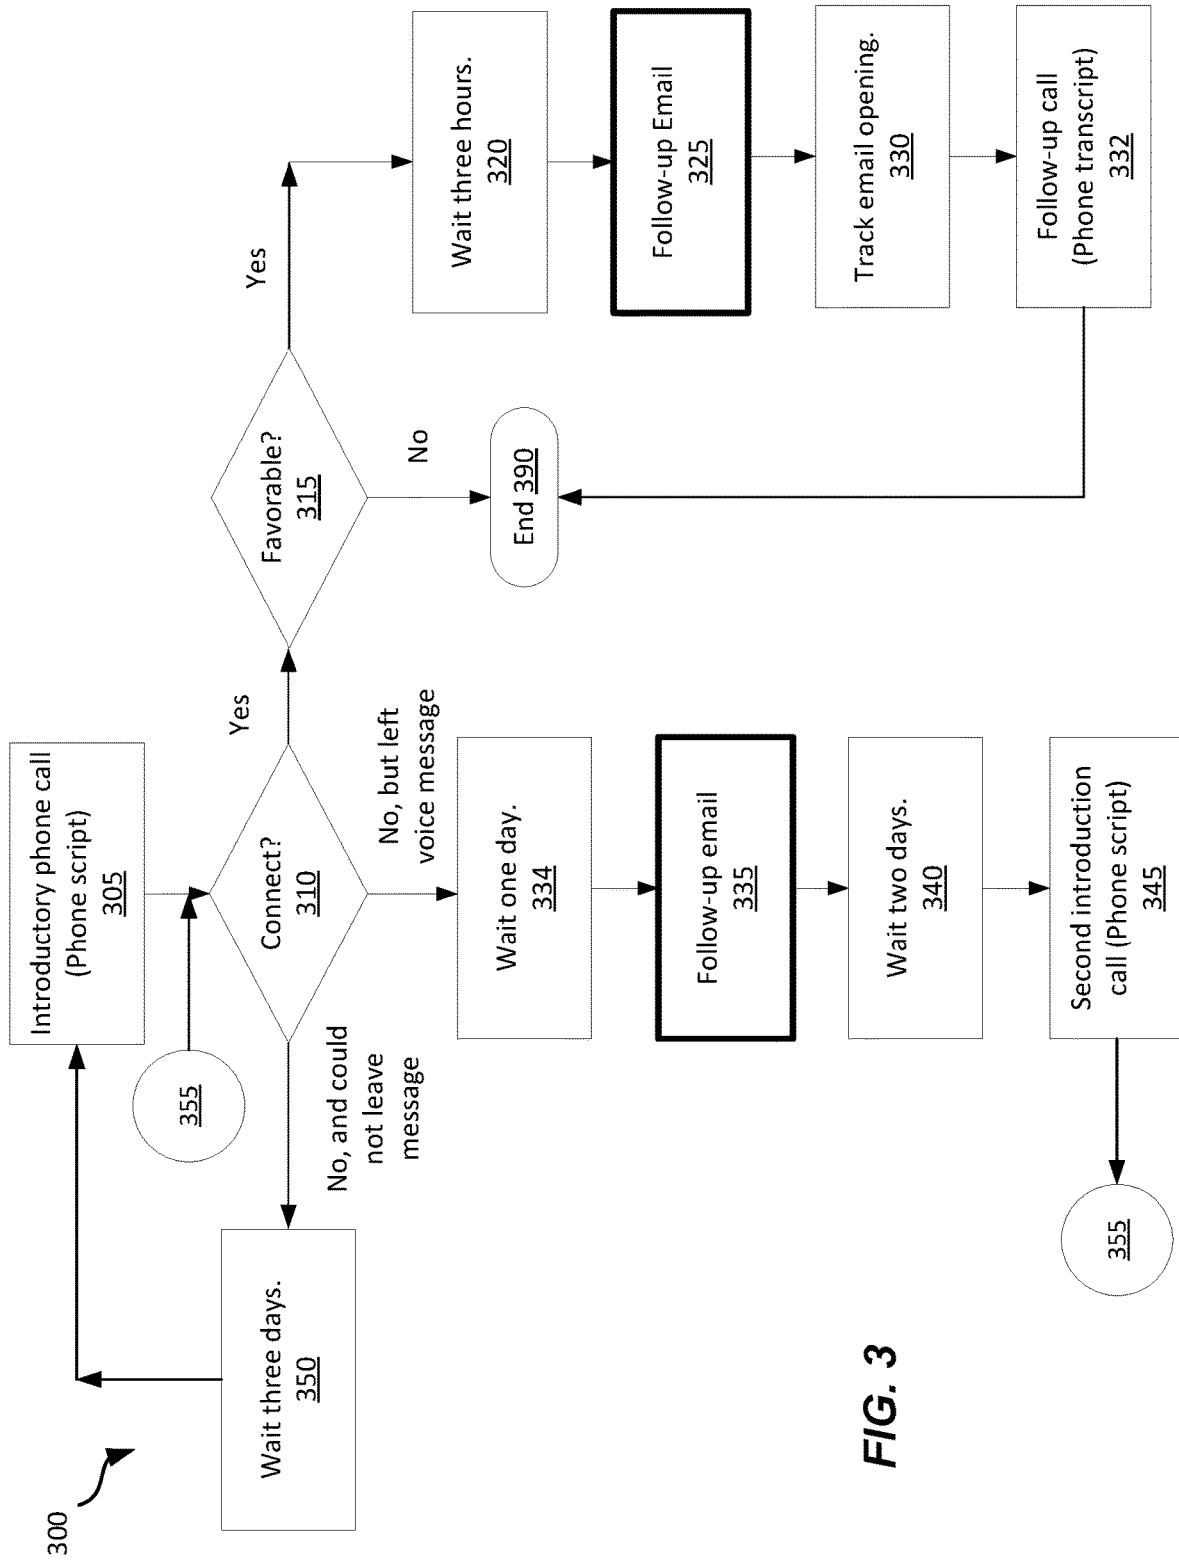 300
Introductory phone call
(Phone script)
305
355
Wait three days.
350
No, and could
not leave
message
Connect?
310
Yes
Favorable?
315
Yes
No, but left
voice message
No
Wait one day.
334
End 390
Wait three hours.
320
Follow-up email
335
Follow-up Email
325
Wait two days.
340
Track email opening.
330
Second introduction
call (Phone script)
345
Follow-up call
(Phone transcript)
332
355
FIG. 3